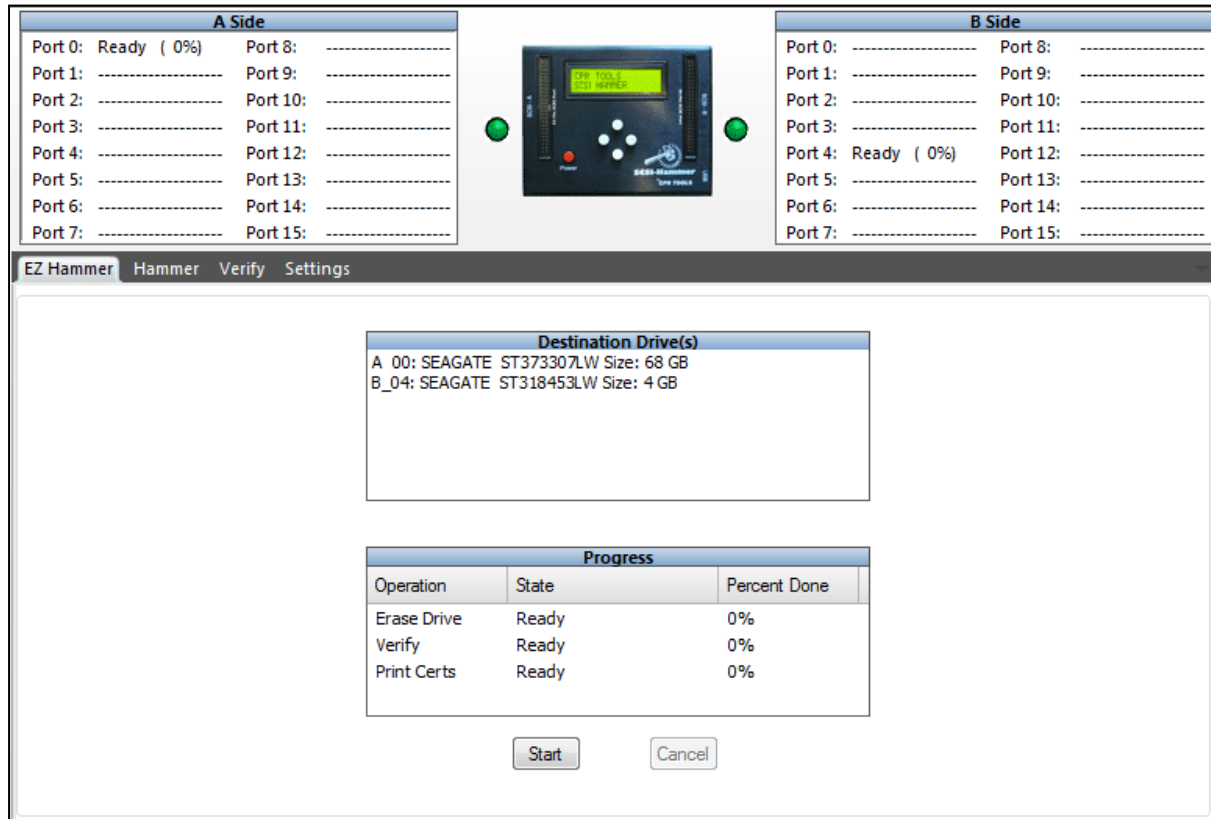 A Side
Port 0: Ready ( 0%) Port 8: --------------------
Port 1: -------------------- Port 9: --------------------
Port 2: -------------------- Port 10: --------------------
Port 3: -------------------- Port 11: --------------------
Port 4: -------------------- Port 12: --------------------
Port 5: -------------------- Port 13: --------------------
Port 6: -------------------- Port 14: --------------------
Port 7: -------------------- Port 15: --------------------
CPR TOOLS
SCSI HAMMER
SCSI - A
SCSI - B
Power
SCSI-Hammer
CPR TOOLS
USB
B Side
Port 0: -------------------- Port 8: --------------------
Port 1: -------------------- Port 9: --------------------
Port 2: -------------------- Port 10: --------------------
Port 3: -------------------- Port 11: --------------------
Port 4: Ready ( 0%) Port 12: --------------------
Port 5: -------------------- Port 13: --------------------
Port 6: -------------------- Port 14: --------------------
Port 7: -------------------- Port 15: --------------------
EZ Hammer Hammer Verify Settings
Destination Drive(s)
A_00: SEAGATE ST373307LW Size: 68 GB
B_04: SEAGATE ST318453LW Size: 4 GB
Progress
Operation State Percent Done
Erase Drive Ready 0%
Verify Ready 0%
Print Certs Ready 0%
Start Cancel